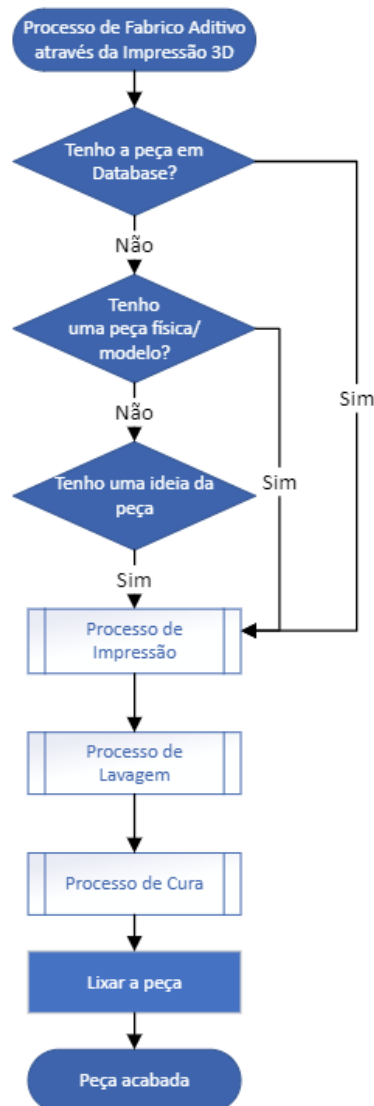 Processo de Fabrico Aditivo
através da Impressão 3D
Tenho a peça em
Database?
Não
Tenho
uma peça física/
modelo?
Sim
Não
Tenho uma ideia da
peça
Sim
Sim
Processo de
Impressão
Processo de
Lavagem
Processo de Cura
Lixar a peça
Peça acabada